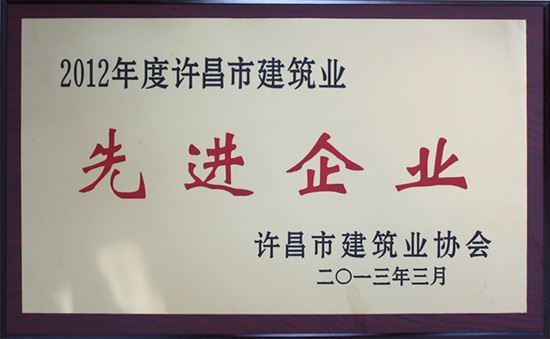 2012年度许昌市建筑业
先进企业
许昌市建筑业协会
二〇一三年三月